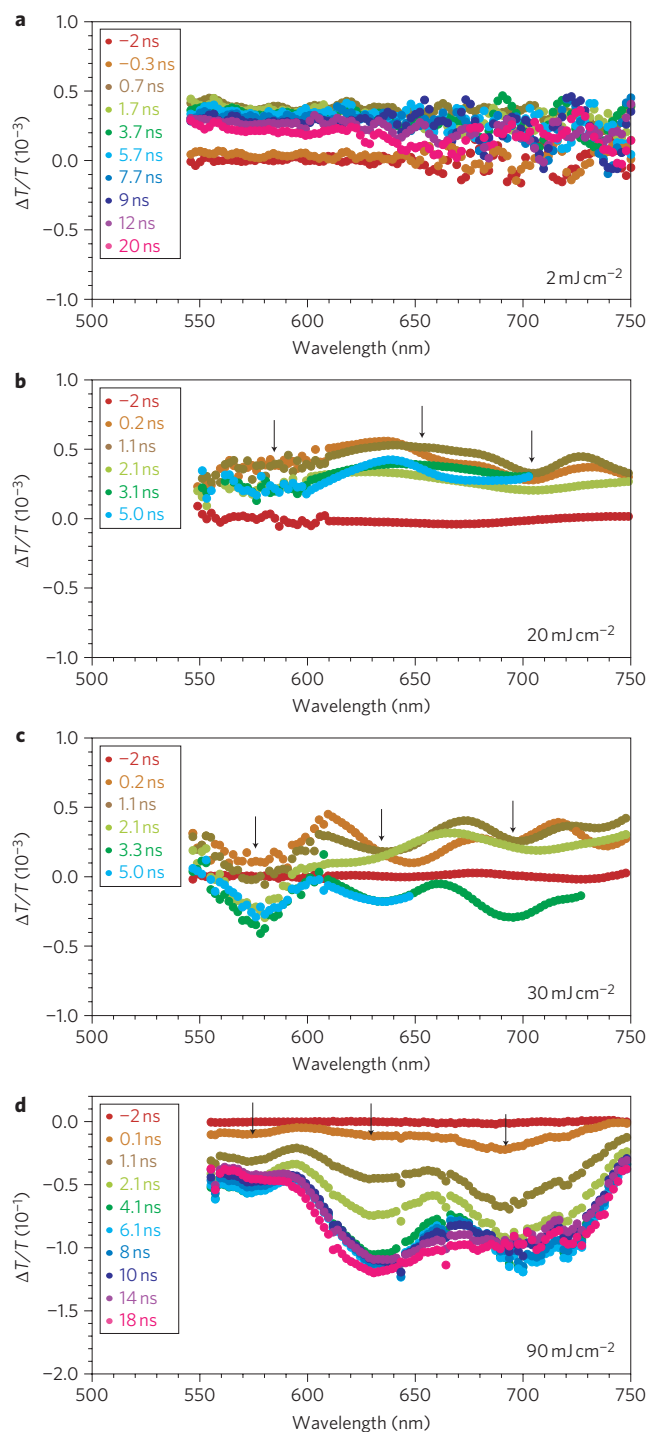 a
1.0
0.5
0.0
−0.5
−1.0
ΔT/T (10⁻³)
−2 ns
−0.3 ns
0.7 ns
1.7 ns
3.7 ns
5.7 ns
7.7 ns
9 ns
12 ns
20 ns
2 mJ cm⁻²
500 550 600 650 700 750
Wavelength (nm)
b
1.0
0.5
0.0
−0.5
−1.0
ΔT/T (10⁻³)
−2 ns
0.2 ns
1.1 ns
2.1 ns
3.1 ns
5.0 ns
20 mJ cm⁻²
500 550 600 650 700 750
Wavelength (nm)
c
1.0
0.5
0.0
−0.5
−1.0
ΔT/T (10⁻³)
−2 ns
0.2 ns
1.1 ns
2.1 ns
3.3 ns
5.0 ns
30 mJ cm⁻²
500 550 600 650 700 750
Wavelength (nm)
d
0.0
−0.5
−1.0
−1.5
−2.0
ΔT/T (10⁻¹)
−2 ns
0.1 ns
1.1 ns
2.1 ns
4.1 ns
6.1 ns
8 ns
10 ns
14 ns
18 ns
90 mJ cm⁻²
500 550 600 650 700 750
Wavelength (nm)